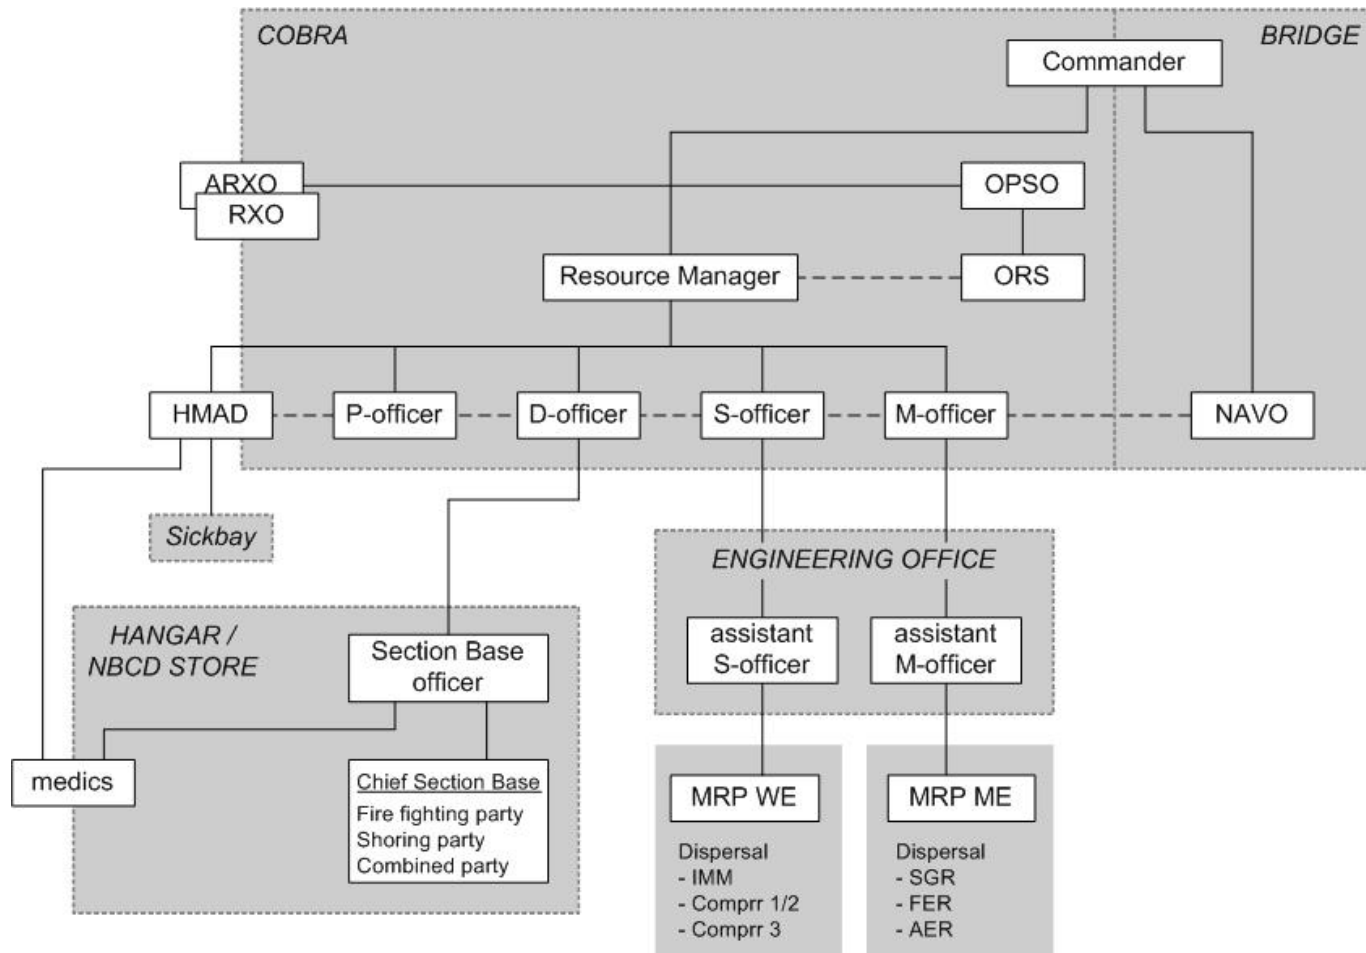 COBRA
BRIDGE
Commander
ARXO
RXO
OPSO
Resource Manager
ORS
HMAD
P-officer
D-officer
S-officer
M-officer
NAVO
Sickbay
ENGINEERING OFFICE
HANGAR /
NBCD STORE
Section Base
officer
assistant
S-officer
assistant
M-officer
medics
Chief Section Base
Fire fighting party
Shoring party
Combined party
MRP WE
Dispersal
- IMM
- Comprr 1/2
- Comprr 3
MRP ME
Dispersal
- SGR
- FER
- AER